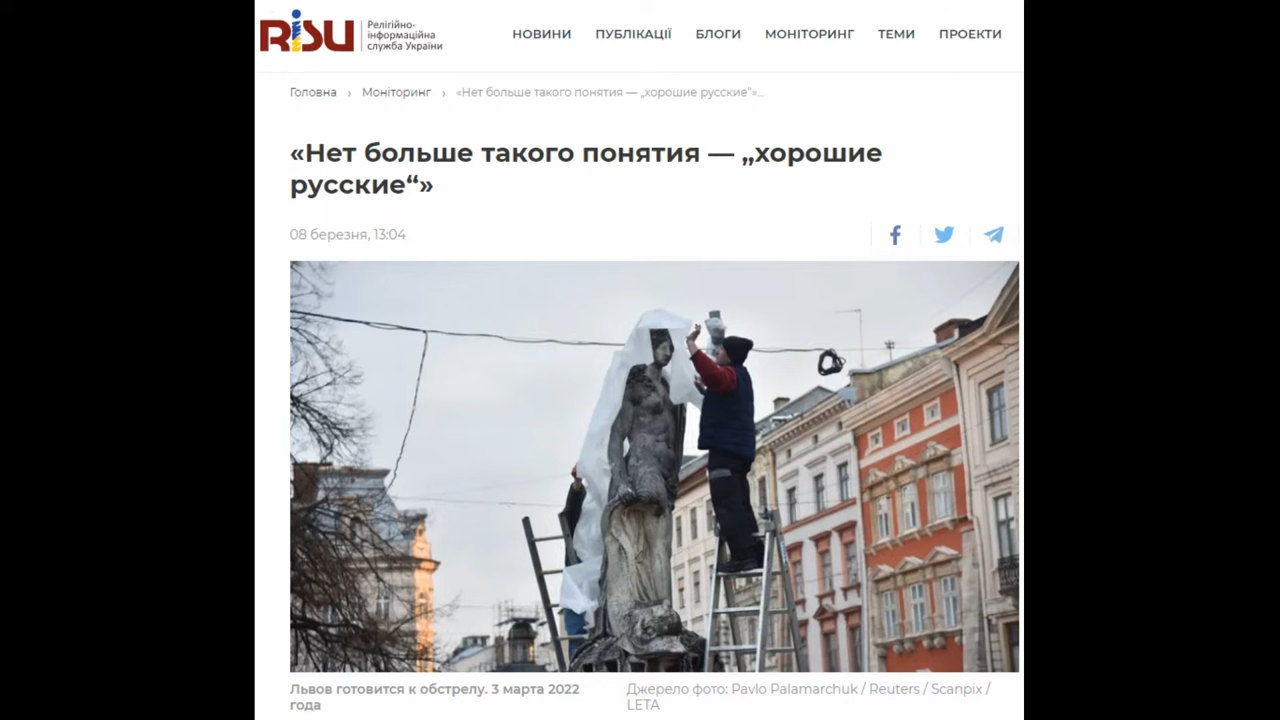 RISU
Релігійно-
інформаційна
служба України
НОВИНИ ПУБЛІКАЦІЇ БЛОГИ МОНІТОРИНГ ТЕМИ ПРОЕКТИ
Головна › Моніторинг › «Нет больше такого понятия — „хорошие русские“»...
«Нет больше такого понятия — „хорошие
русские“»
08 березня, 13:04
Львов готовится к обстрелу. 3 марта 2022
года
Джерело фото: Pavlo Palamarchuk / Reuters / Scanpix /
LETA